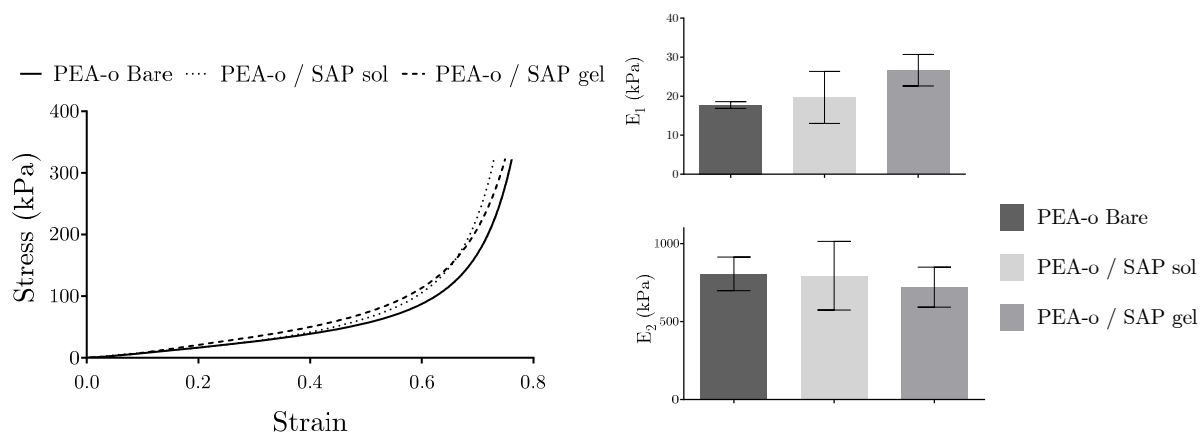 PEA-o Bare PEA-o / SAP sol PEA-o / SAP gel
400
300
200
100
0
Stress (kPa)
0.0 0.2 0.4 0.6 0.8
Strain
40
30
20
10
0
E1 (kPa)
1000
500
0
E2 (kPa)
PEA-o Bare
PEA-o / SAP sol
PEA-o / SAP gel